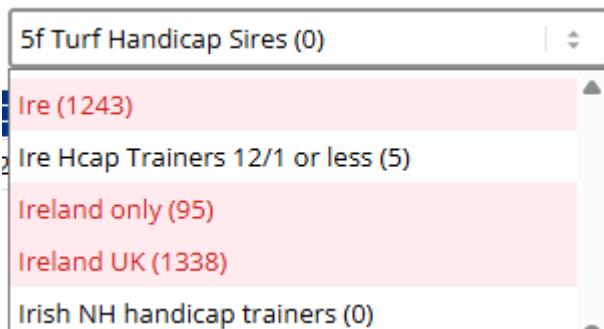 5f Turf Handicap Sires (0)
Ire (1243)
Ire Hcap Trainers 12/1 or less (5)
Ireland only (95)
Ireland UK (1338)
Irish NH handicap trainers (0)